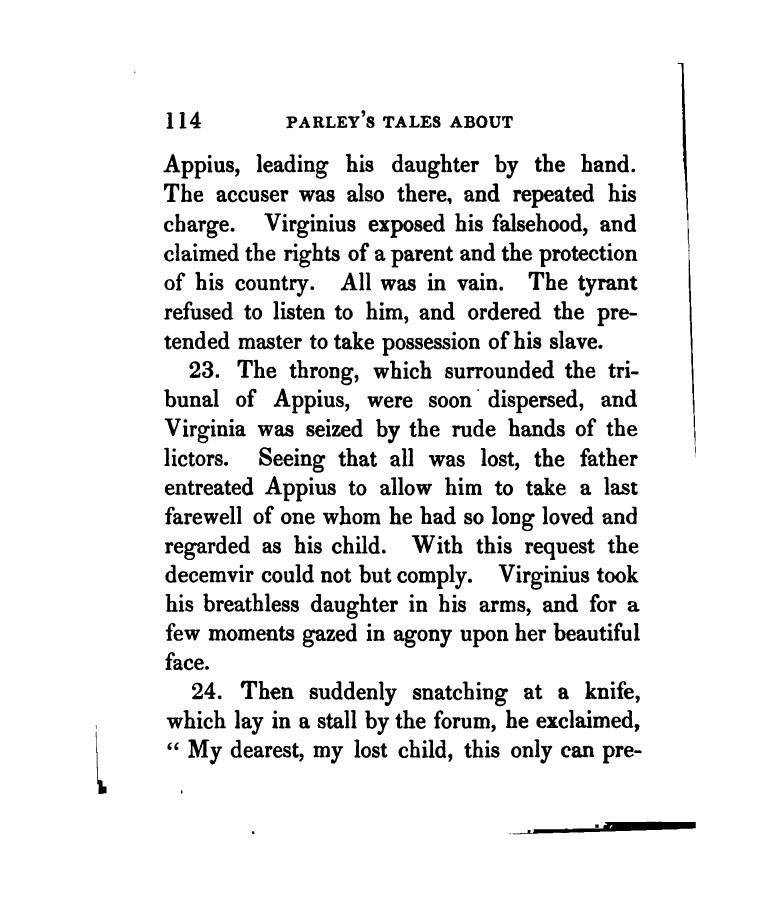 114 PARLEY'S TALES ABOUT
Appius, leading his daughter by the hand.
The accuser was also there, and repeated his
charge. Virginius exposed his falsehood, and
claimed the rights of a parent and the protection
of his country. All was in vain. The tyrant
refused to listen to him, and ordered the pre-
tended master to take possession of his slave.
23. The throng, which surrounded the tri-
bunal of Appius, were soon dispersed, and
Virginia was seized by the rude hands of the
lictors. Seeing that all was lost, the father
entreated Appius to allow him to take a last
farewell of one whom he had so long loved and
regarded as his child. With this request the
decemvir could not but comply. Virginius took
his breathless daughter in his arms, and for a
few moments gazed in agony upon her beautiful
face.
24. Then suddenly snatching at a knife,
which lay in a stall by the forum, he exclaimed,
“ My dearest, my lost child, this only can pre-